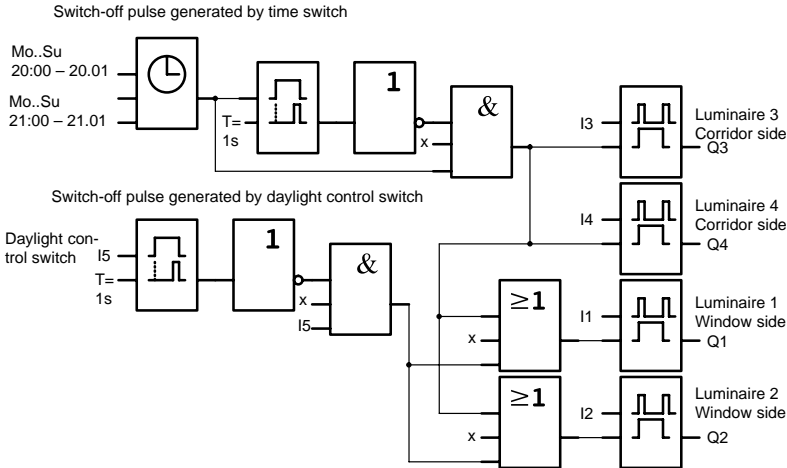 Switch-off pulse generated by time switch
Mo..Su
20:00 – 20.01
Mo..Su
21:00 – 21.01
T=
1s
1
x
&
I3
Luminaire 3
Corridor side
Q3
Switch-off pulse generated by daylight control switch
I4
Luminaire 4
Corridor side
Q4
Daylight con-
trol switch
I5
T=
1s
1
x
I5
&
≥1
x
I1
Luminaire 1
Window side
Q1
≥1
x
I2
Luminaire 2
Window side
Q2